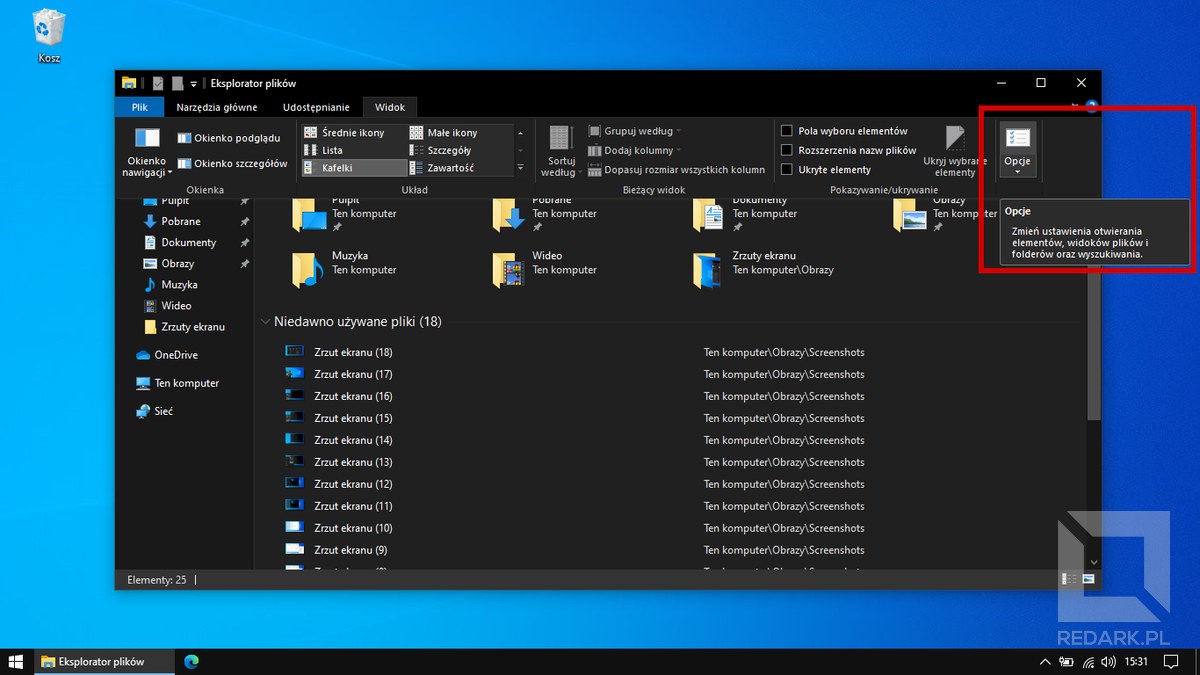 Kosz
Eksplorator plików
Plik Narzędzia główne Udostępnianie Widok
Okienko nawigacji
Okienko podglądu
Okienko szczegółów
Okienka
Średnie ikony Małe ikony
Lista Szczegóły
Kafelki Zawartość
Układ
Sortuj według
Grupuj według
Dodaj kolumny
Dopasuj rozmiar wszystkich kolumn
Bieżący widok
Pola wyboru elementów
Rozszerzenia nazw plików
Ukryte elementy
Ukryj wybrane elementy
Pokazywanie/ukrywanie
Opcje
Opcje
Zmień ustawienia otwierania
elementów, widoków plików i
folderów oraz wyszukiwania.
Pulpit
Pobrane
Dokumenty
Obrazy
Muzyka
Wideo
Zrzuty ekranu
OneDrive
Ten komputer
Sieć
Pulpit Pobrane Dokumenty Obrazy
Ten komputer Ten komputer Ten komputer Ten komputer
Muzyka Wideo Zrzuty ekranu
Ten komputer Ten komputer Ten komputer\Obrazy
Niedawno używane pliki (18)
Zrzut ekranu (18) Ten komputer\Obrazy\Screenshots
Zrzut ekranu (17) Ten komputer\Obrazy\Screenshots
Zrzut ekranu (16) Ten komputer\Obrazy\Screenshots
Zrzut ekranu (15) Ten komputer\Obrazy\Screenshots
Zrzut ekranu (14) Ten komputer\Obrazy\Screenshots
Zrzut ekranu (13) Ten komputer\Obrazy\Screenshots
Zrzut ekranu (12) Ten komputer\Obrazy\Screenshots
Zrzut ekranu (11) Ten komputer\Obrazy\Screenshots
Zrzut ekranu (10) Ten komputer\Obrazy\Screenshots
Zrzut ekranu (9) Ten komputer\Obrazy\Screenshots
Elementy: 25
REDARK.PL
Eksplorator plików
15:31